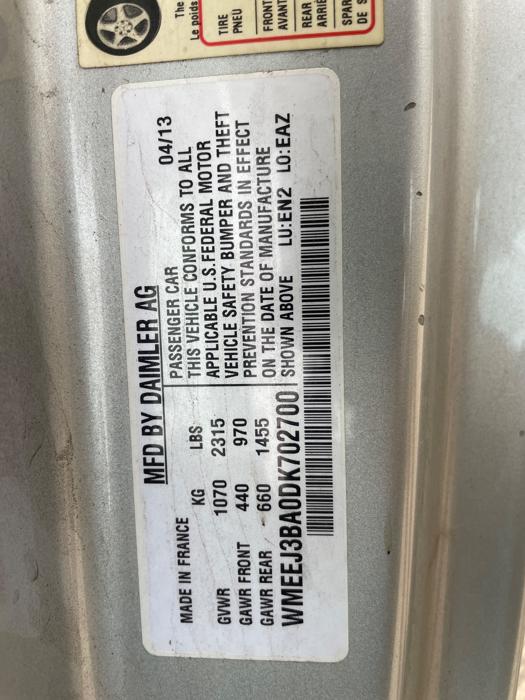 The
Le poids
TIRE
PNEU
FRONT
AVANT
REAR
ARRIÈ
SPAR
DE S
MFD BY DAIMLER AG
MADE IN FRANCE
KG LBS
GVWR 1070 2315
GAWR FRONT 440 970
GAWR REAR 660 1455
PASSENGER CAR 04/13
THIS VEHICLE CONFORMS TO ALL
APPLICABLE U.S.FEDERAL MOTOR
VEHICLE SAFETY BUMPER AND THEFT
PREVENTION STANDARDS IN EFFECT
ON THE DATE OF MANUFACTURE
SHOWN ABOVE LU:EN2 LO:EAZ
WMEEJ3BA0DK702700